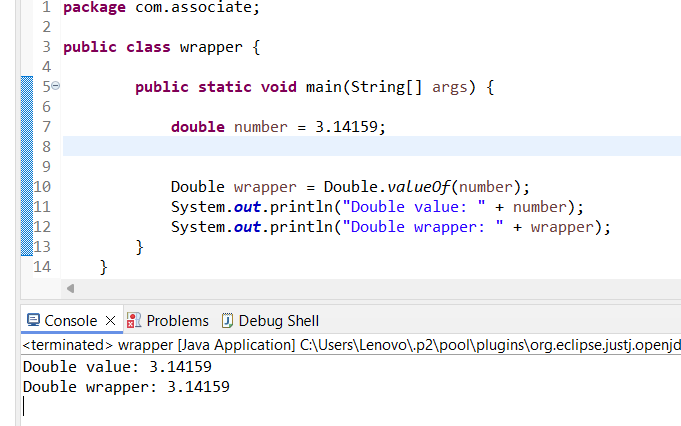 1 package com.associate;
2
3 public class wrapper {
4
5 public static void main(String[] args) {
6
7 double number = 3.14159;
8
9
10 Double wrapper = Double.valueOf(number);
11 System.out.println("Double value: " + number);
12 System.out.println("Double wrapper: " + wrapper);
13 }
14 }
Console Problems Debug Shell
<terminated> wrapper [Java Application] C:\Users\Lenovo\.p2\pool\plugins\org.eclipse.justj.openjd
Double value: 3.14159
Double wrapper: 3.14159